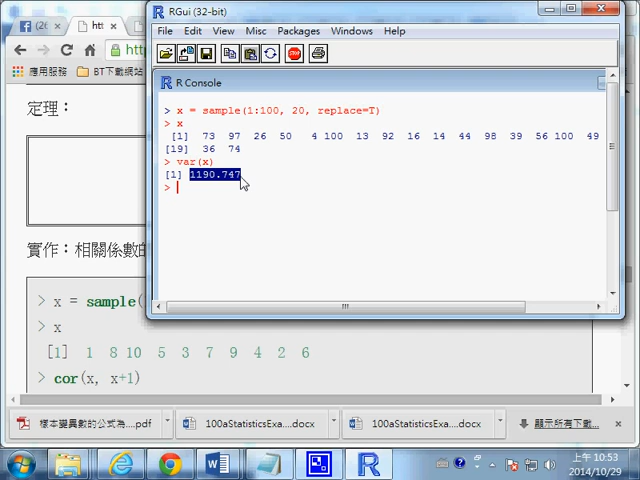 (26
htt
http
應用服務
BT下載網站
定理：
實作：相關係數的
> x = sample(
> x
[1] 1 8 10 5 3 7 9 4 2 6
> cor(x, x+1)
RGui (32-bit)
File Edit View Misc Packages Windows Help
R Console
> x = sample(1:100, 20, replace=T)
> x
[1] 73 97 26 50 4 100 13 92 16 14 44 98 39 56 100 49
[19] 36 74
> var(x)
[1] 1190.747
>
樣本變異數的公式為....pdf
100aStatisticsExa....docx
100aStatisticsExa....docx
顯示所有下載...
上午 10:53
2014/10/29